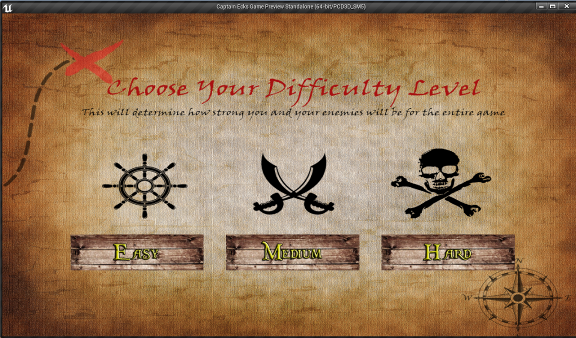 Captain Ecko Game Preview Standalone (64-bit/PCD3D_SM5)
Choose Your Difficulty Level
This will determine how strong you and your enemies will be for the entire game
Easy
Medium
Hard
N
W
E